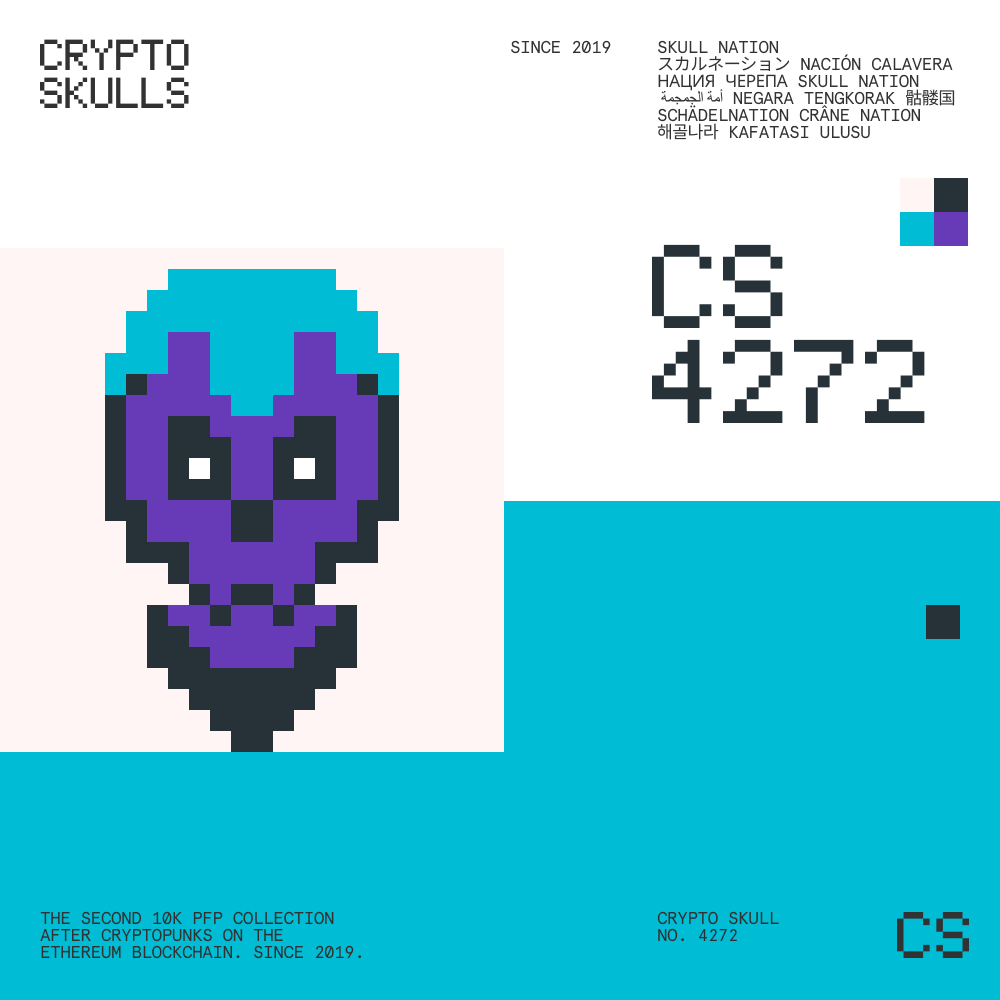 CRYPTO
SKULLS
SINCE 2019
SKULL NATION
スカルネーション NACIÓN CALAVERA
НАЦИЯ ЧЕРЕПА SKULL NATION
أمة الجمجمة NEGARA TENGKORAK 骷髅国
SCHÄDELNATION CRÂNE NATION
해골나라 KAFATASI ULUSU
CS
4272
THE SECOND 10K PFP COLLECTION
AFTER CRYPTOPUNKS ON THE
ETHEREUM BLOCKCHAIN. SINCE 2019.
CRYPTO SKULL
NO. 4272
CS